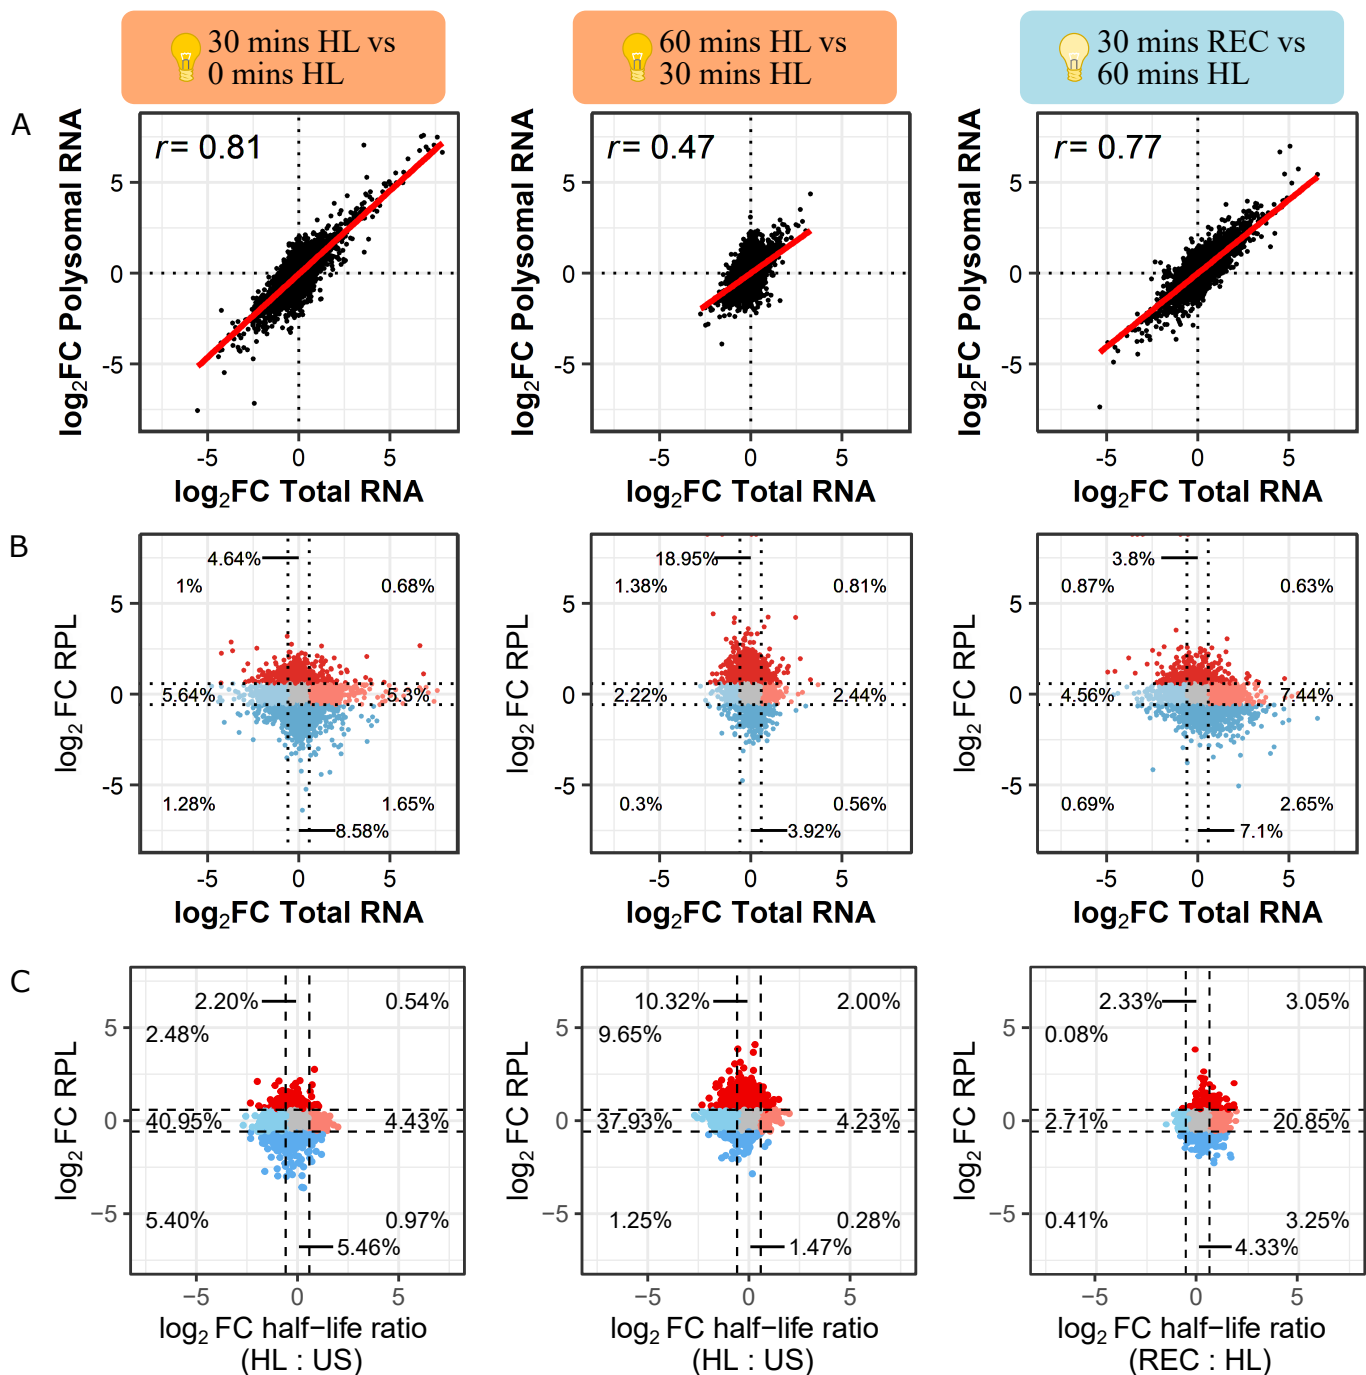 30 mins HL vs
0 mins HL
60 mins HL vs
30 mins HL
30 mins REC vs
60 mins HL
A
log₂FC Polysomal RNA
r= 0.81
5
0
-5
-5 0 5
log₂FC Total RNA
log₂FC Polysomal RNA
r= 0.47
5
0
-5
-5 0 5
log₂FC Total RNA
log₂FC Polysomal RNA
r= 0.77
5
0
-5
-5 0 5
log₂FC Total RNA
B
log₂ FC RPL
4.64%
1% 0.68%
5
5.64% 5.3%
0
-5
1.28% 1.65%
8.58%
-5 0 5
log₂FC Total RNA
log₂ FC RPL
18.95%
1.38% 0.81%
5
2.22% 2.44%
0
-5
0.3% 0.56%
3.92%
-5 0 5
log₂FC Total RNA
log₂ FC RPL
3.8%
0.87% 0.63%
5
4.56% 7.44%
0
-5
0.69% 2.65%
7.1%
-5 0 5
log₂FC Total RNA
C
log₂ FC RPL
2.20% 0.54%
5
2.48%
0
40.95% 4.43%
−5
5.40% 0.97%
5.46%
−5 0 5
log₂ FC half−life ratio
(HL : US)
log₂ FC RPL
10.32% 2.00%
5
9.65%
0
37.93% 4.23%
−5
1.25% 0.28%
1.47%
−5 0 5
log₂ FC half−life ratio
(HL : US)
log₂ FC RPL
2.33% 3.05%
5
0.08%
0
2.71% 20.85%
−5
0.41% 3.25%
4.33%
−5 0 5
log₂ FC half−life ratio
(REC : HL)